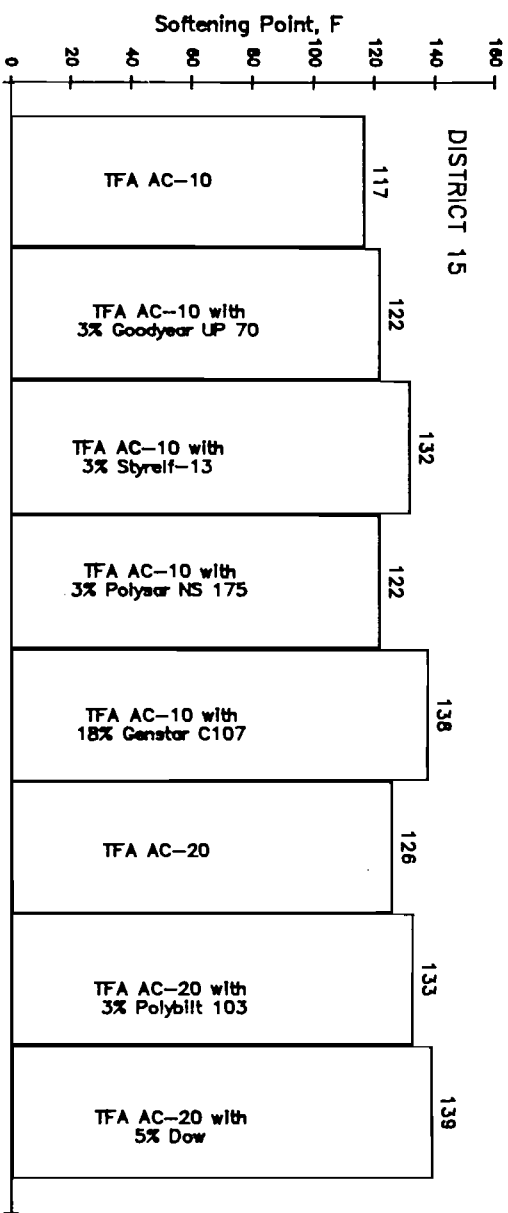 Softening Point, F
0
20
40
60
80
100
120
140
160
DISTRICT 15
117
TFA AC-10
122
TFA AC-10 with
3% Goodyear UP 70
132
TFA AC-10 with
3% Styrelf-13
122
TFA AC-10 with
3% Polysar NS 175
138
TFA AC-10 with
18% Genstar C107
126
TFA AC-20
133
TFA AC-20 with
3% Polybilt 103
139
TFA AC-20 with
5% Dow